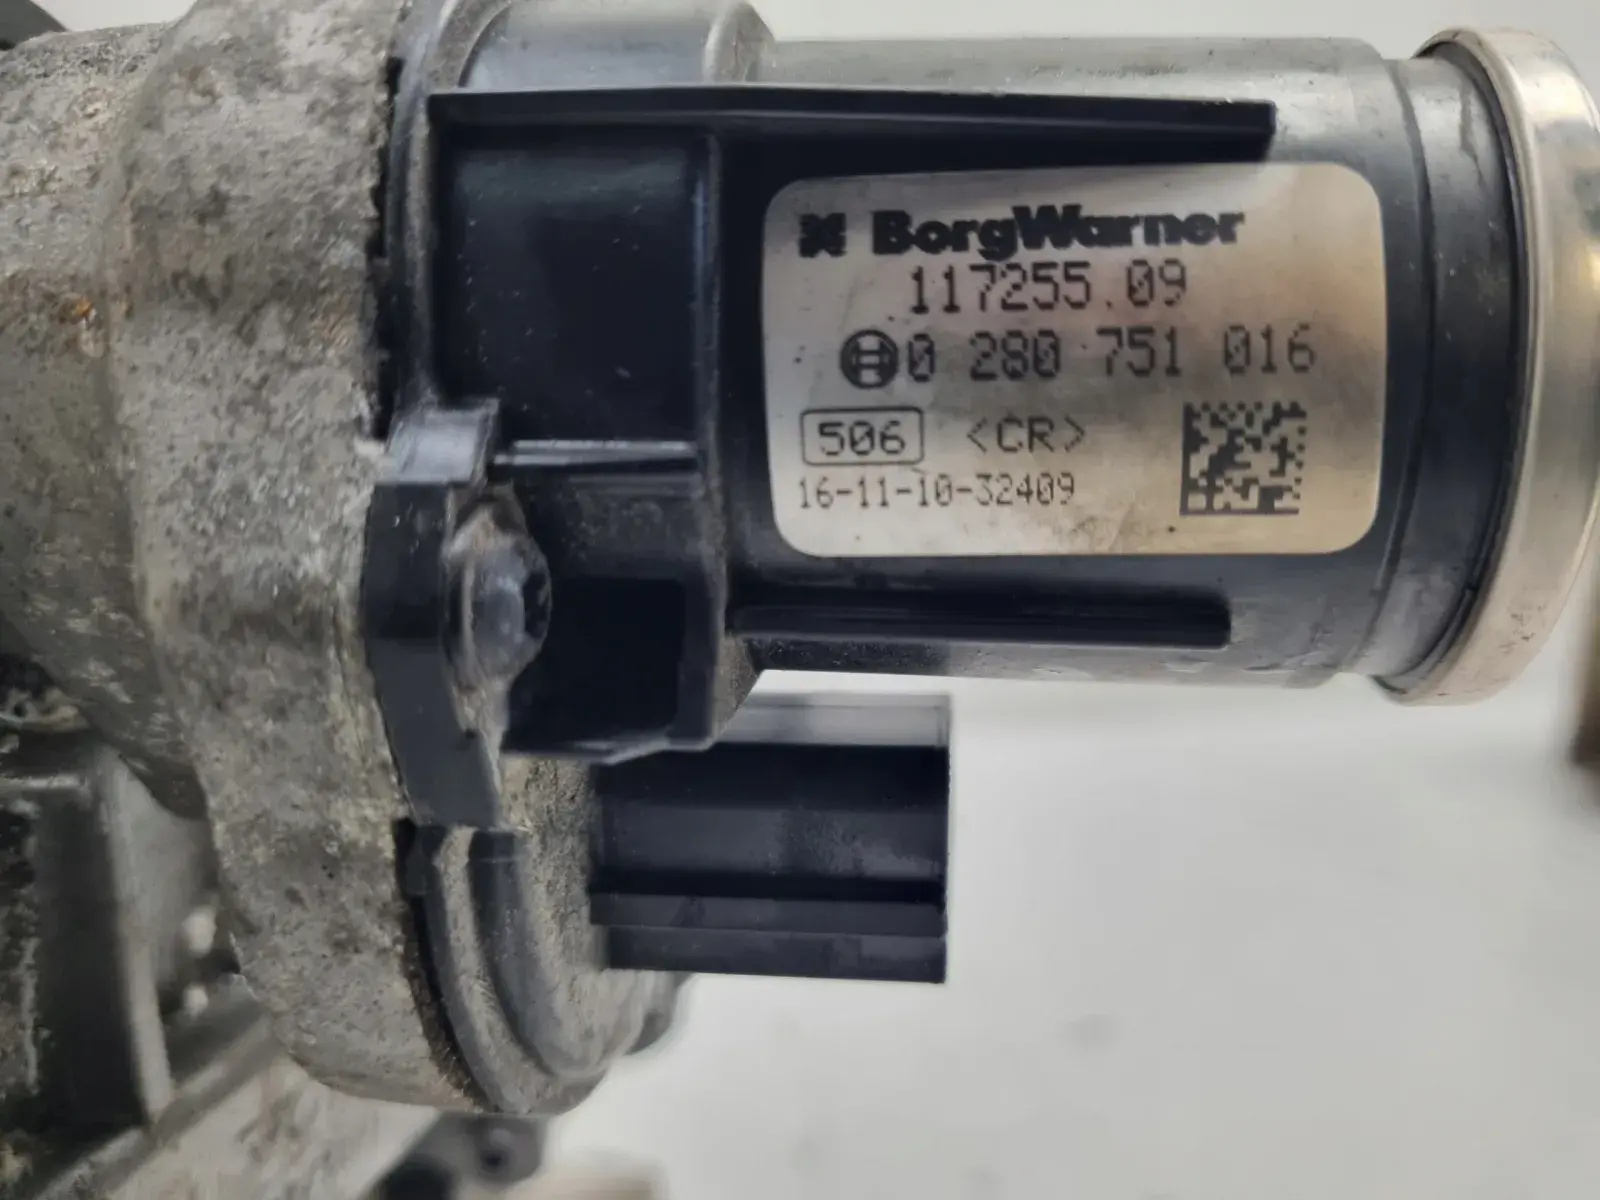 BorgWarner
117255.09
0 280 751 016
506 <CR>
16-11-10-32409